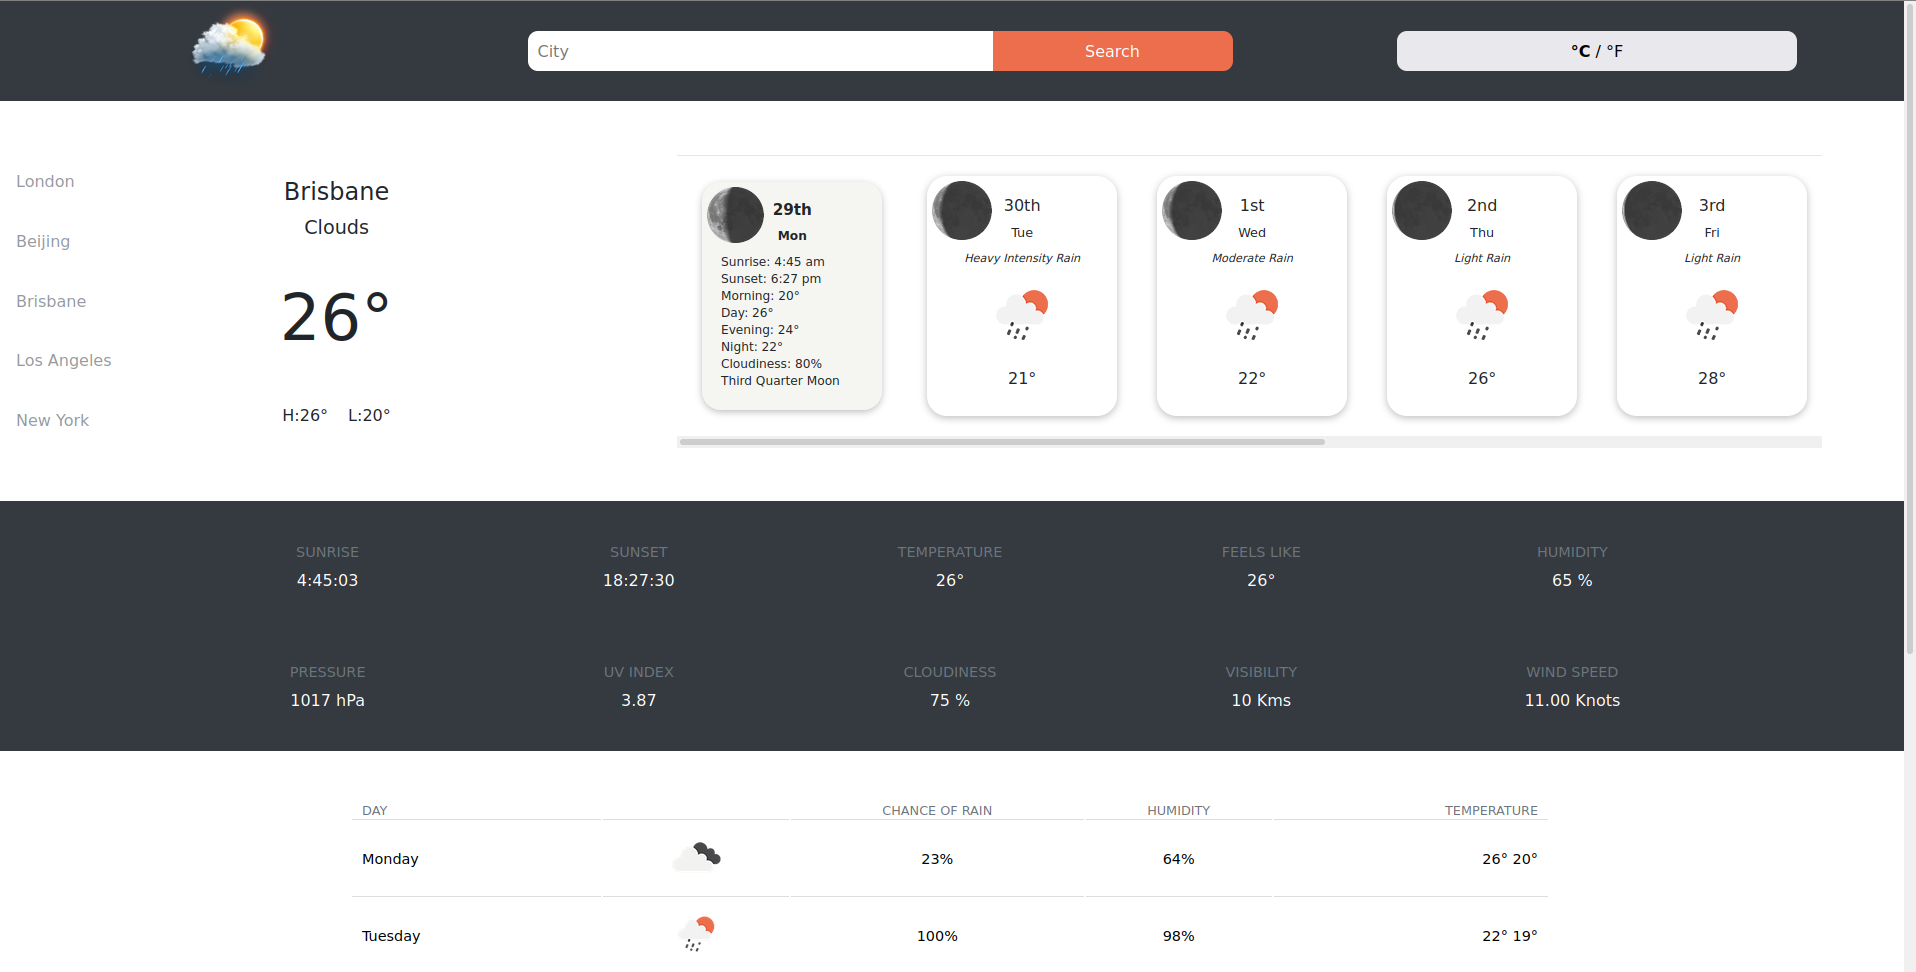 City
Search
°C / °F
London
Beijing
Brisbane
Los Angeles
New York
Brisbane
Clouds
26°
H:26° L:20°
29th
Mon
Sunrise: 4:45 am
Sunset: 6:27 pm
Morning: 20°
Day: 26°
Evening: 24°
Night: 22°
Cloudiness: 80%
Third Quarter Moon
30th
Tue
Heavy Intensity Rain
21°
1st
Wed
Moderate Rain
22°
2nd
Thu
Light Rain
26°
3rd
Fri
Light Rain
28°
SUNRISE
4:45:03
SUNSET
18:27:30
TEMPERATURE
26°
FEELS LIKE
26°
HUMIDITY
65 %
PRESSURE
1017 hPa
UV INDEX
3.87
CLOUDINESS
75 %
VISIBILITY
10 Kms
WIND SPEED
11.00 Knots
DAY CHANCE OF RAIN HUMIDITY TEMPERATURE
Monday 23% 64% 26° 20°
Tuesday 100% 98% 22° 19°